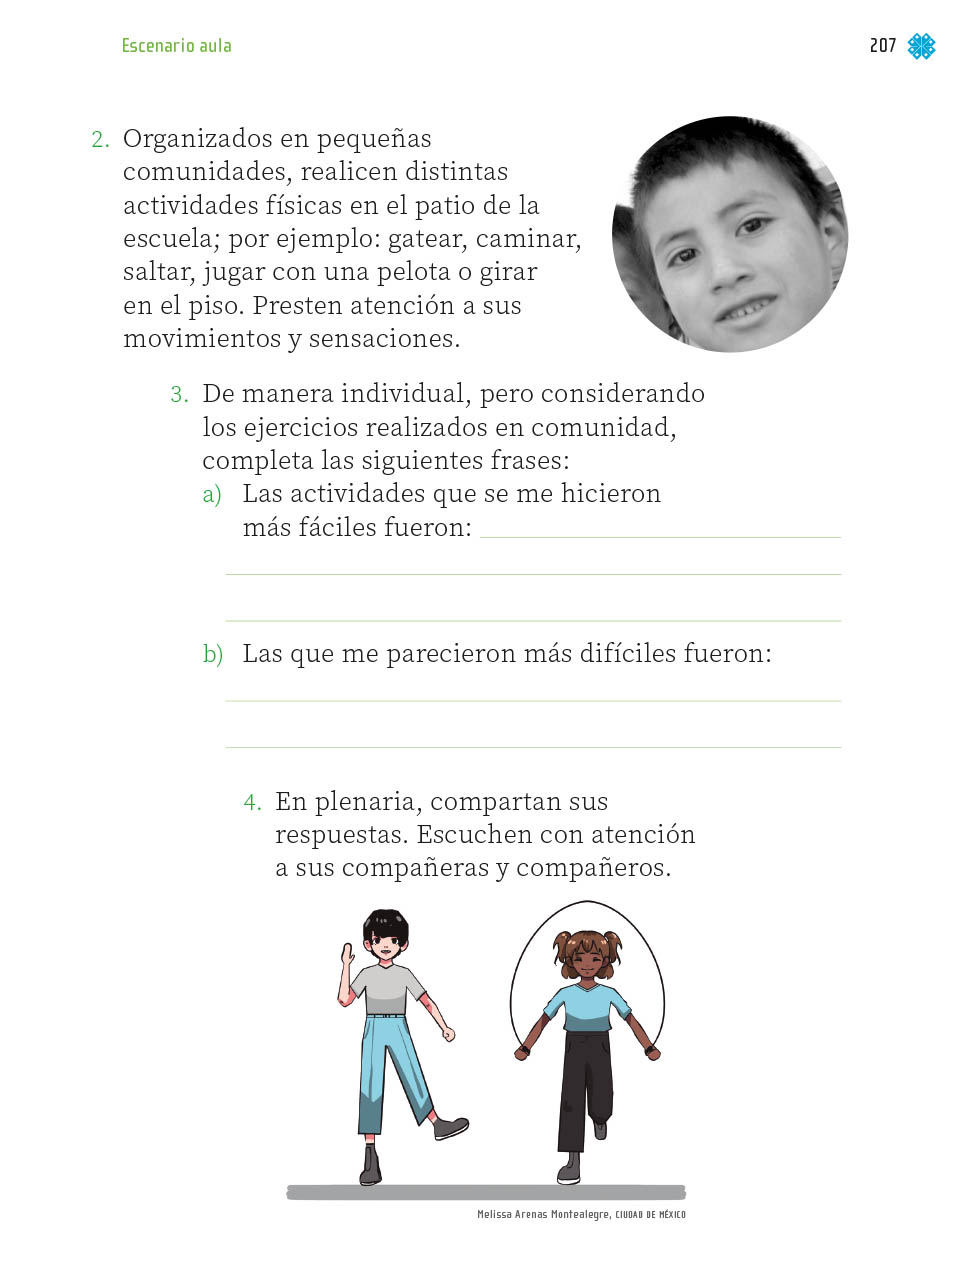 Escenario aula
207
2. Organizados en pequeñas
comunidades, realicen distintas
actividades físicas en el patio de la
escuela; por ejemplo: gatear, caminar,
saltar, jugar con una pelota o girar
en el piso. Presten atención a sus
movimientos y sensaciones.
3. De manera individual, pero considerando
los ejercicios realizados en comunidad,
completa las siguientes frases:
a) Las actividades que se me hicieron
más fáciles fueron:
b) Las que me parecieron más difíciles fueron:
4. En plenaria, compartan sus
respuestas. Escuchen con atención
a sus compañeras y compañeros.
Melissa Arenas Montealegre, CIUDAD DE MÉXICO